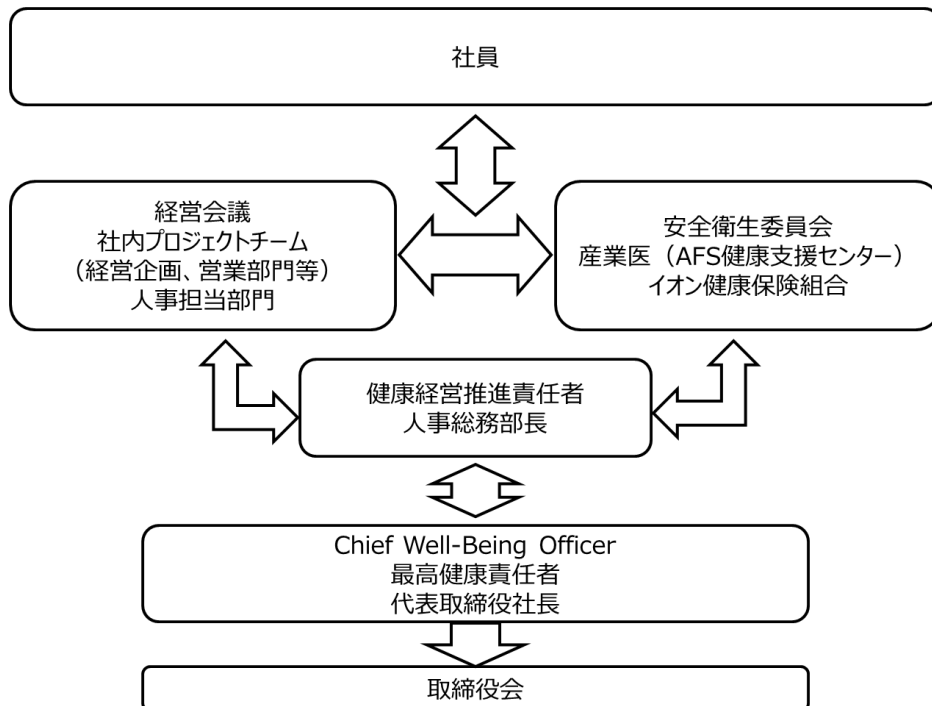 社員
経営会議
社内プロジェクトチーム
（経営企画、営業部門等）
人事担当部門
安全衛生委員会
産業医（AFS健康支援センター）
イオン健康保険組合
健康経営推進責任者
人事総務部長
Chief Well-Being Officer
最高健康責任者
代表取締役社長
取締役会